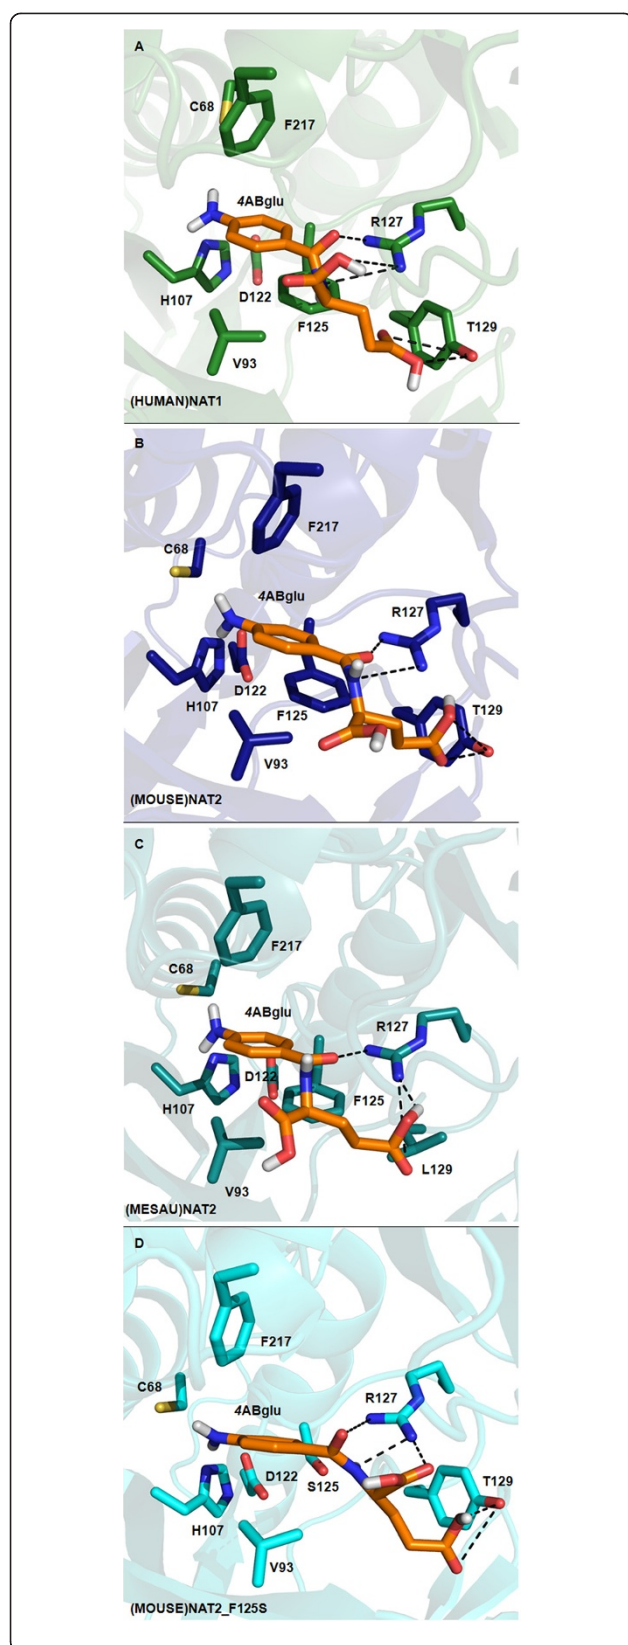 A
C68
F217
4ABglu
R127
H107
D122
F125
T129
V93
(HUMAN)NAT1
B
F217
C68
4ABglu
R127
D122
H107
F125
T129
V93
(MOUSE)NAT2
C
F217
C68
4ABglu
R127
D122
F125
H107
L129
V93
(MESAU)NAT2
D
F217
C68
R127
4ABglu
D122
S125
T129
H107
V93
(MOUSE)NAT2_F125S